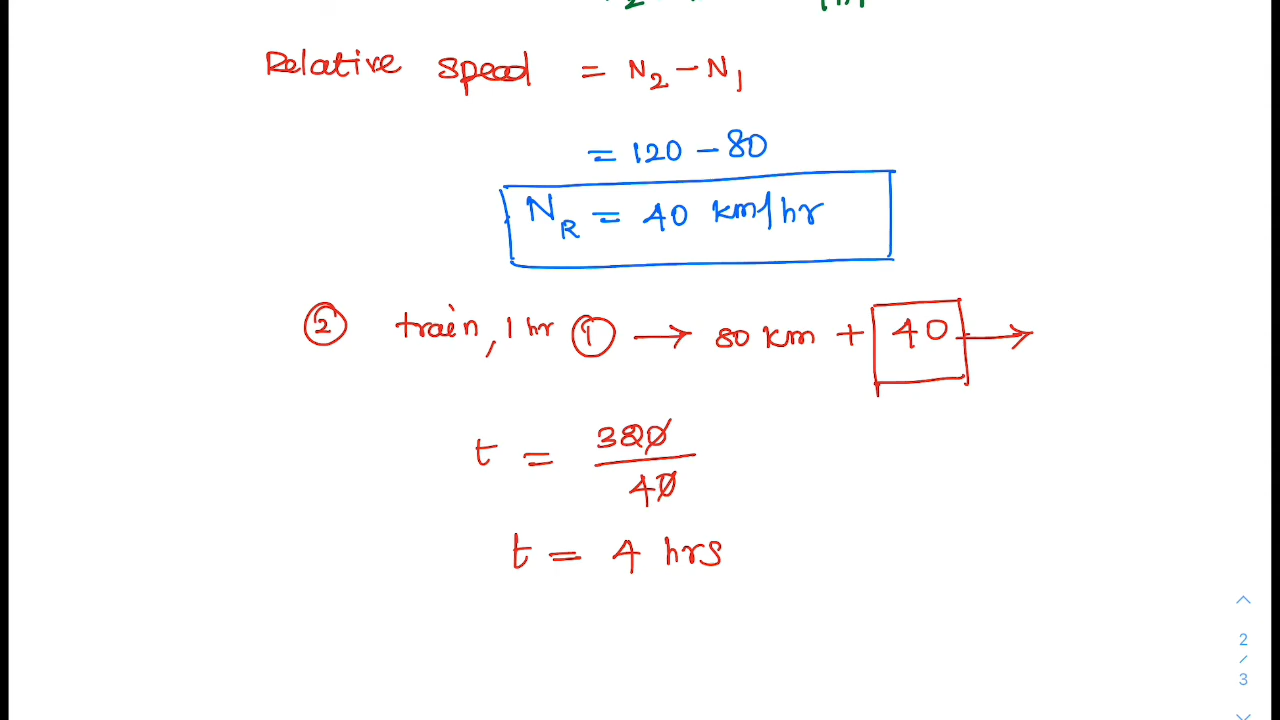 Relative speed = N₂ - N₁
= 120 - 80
N_R = 40 km/hr
② train, 1 hr ① → 80 km + 40 →
t = 320/40
t = 4 hrs
2
/
3